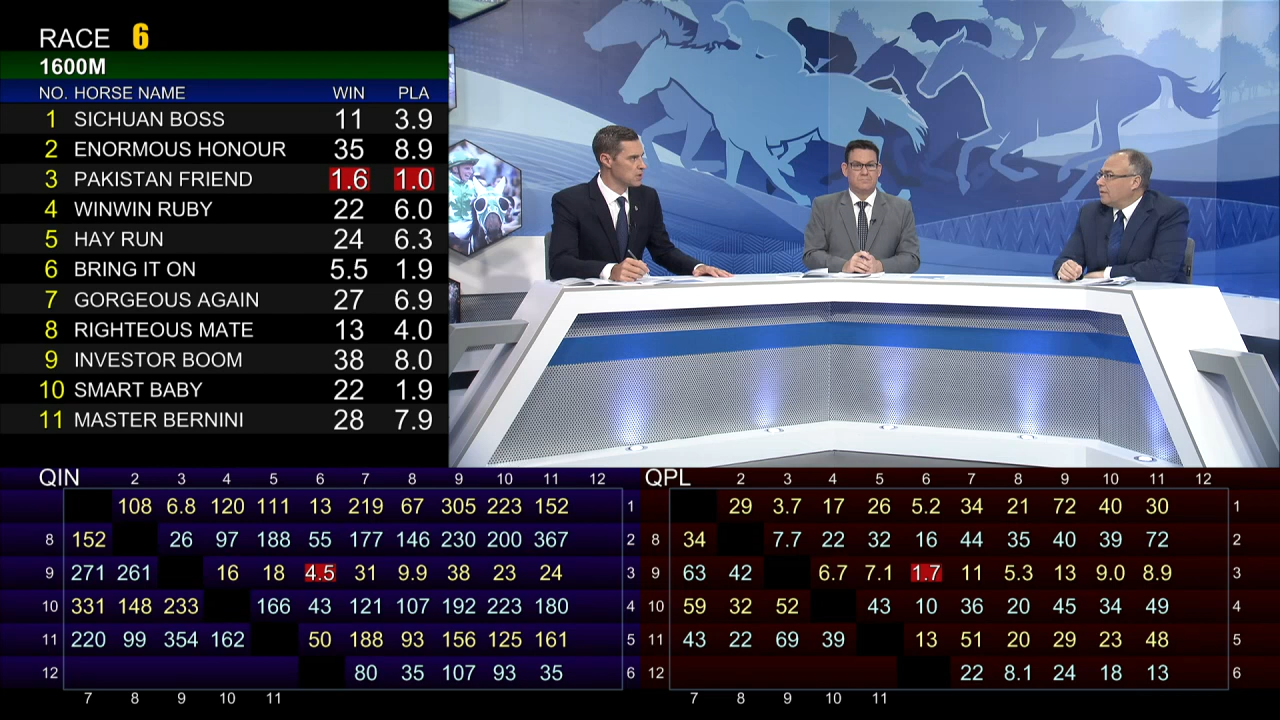 RACE 6
1600M
NO. HORSE NAME WIN PLA
1 SICHUAN BOSS 11 3.9
2 ENORMOUS HONOUR 35 8.9
3 PAKISTAN FRIEND 1.6 1.0
4 WINWIN RUBY 22 6.0
5 HAY RUN 24 6.3
6 BRING IT ON 5.5 1.9
7 GORGEOUS AGAIN 27 6.9
8 RIGHTEOUS MATE 13 4.0
9 INVESTOR BOOM 38 8.0
10 SMART BABY 22 1.9
11 MASTER BERNINI 28 7.9
QIN 2 3 4 5 6 7 8 9 10 11 12
108 6.8 120 111 13 219 67 305 223 152 1
8 152 26 97 188 55 177 146 230 200 367 2
9 271 261 16 18 4.5 31 9.9 38 23 24 3
10 331 148 233 166 43 121 107 192 223 180 4
11 220 99 354 162 50 188 93 156 125 161 5
12 80 35 107 93 35 6
7 8 9 10 11
QPL 2 3 4 5 6 7 8 9 10 11 12
29 3.7 17 26 5.2 34 21 72 40 30 1
8 34 7.7 22 32 16 44 35 40 39 72 2
9 63 42 6.7 7.1 1.7 11 5.3 13 9.0 8.9 3
10 59 32 52 43 10 36 20 45 34 49 4
11 43 22 69 39 13 51 20 29 23 48 5
12 22 8.1 24 18 13 6
7 8 9 10 11